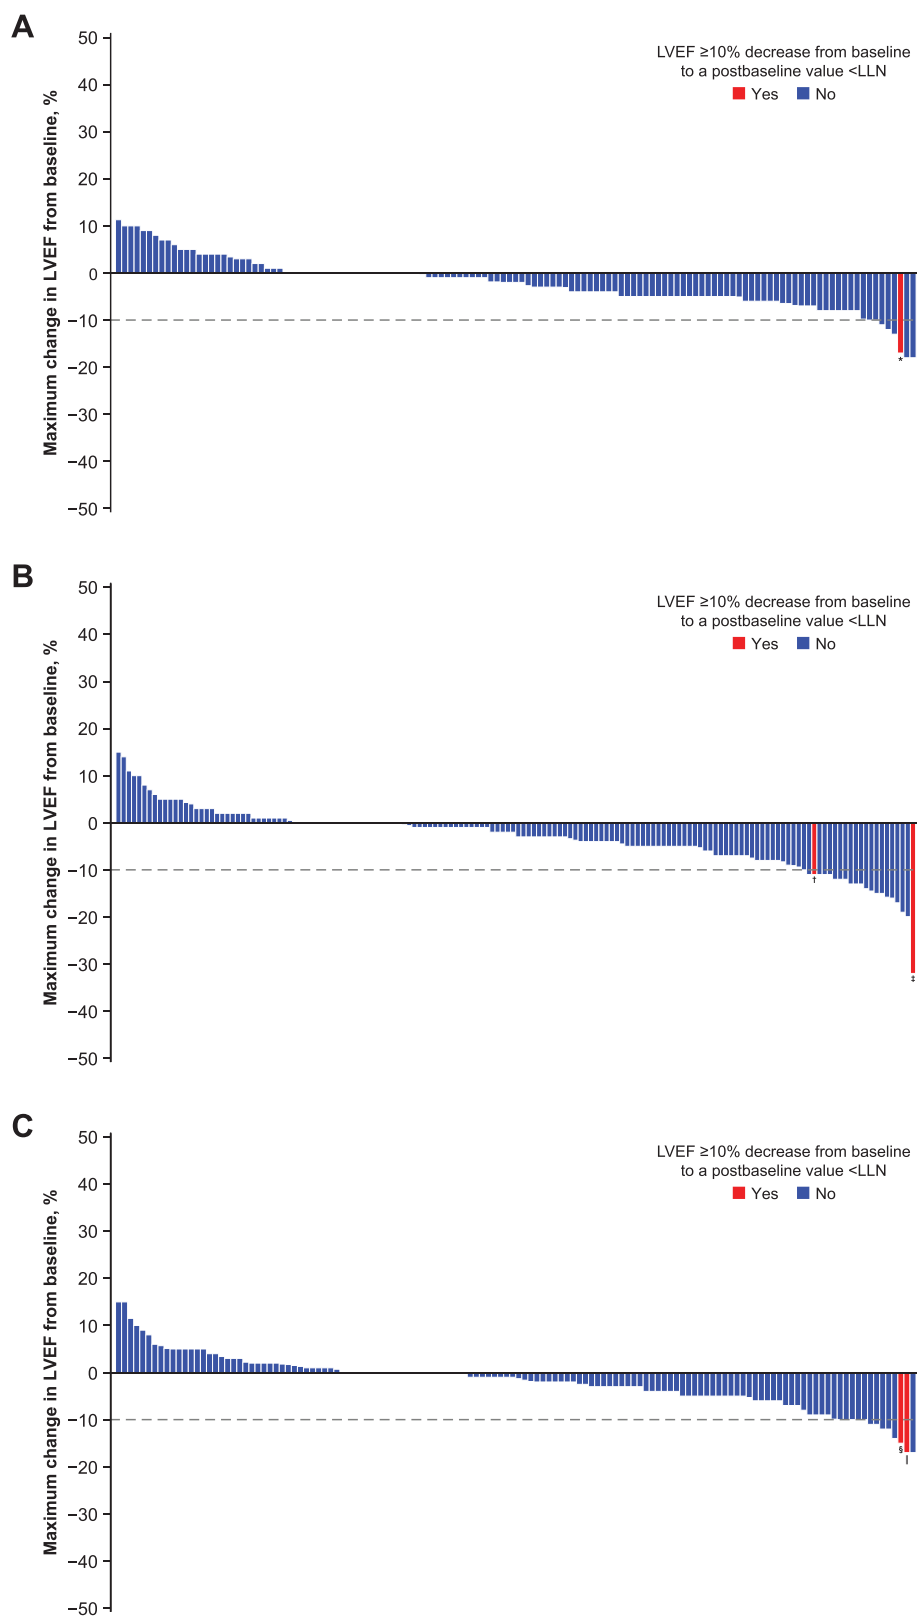 A
Maximum change in LVEF from baseline, %
50
40
30
20
10
0
−10
−20
−30
−40
−50
LVEF ≥10% decrease from baseline
to a postbaseline value <LLN
Yes No
*
B
Maximum change in LVEF from baseline, %
50
40
30
20
10
0
−10
−20
−30
−40
−50
LVEF ≥10% decrease from baseline
to a postbaseline value <LLN
Yes No
†
‡
C
Maximum change in LVEF from baseline, %
50
40
30
20
10
0
−10
−20
−30
−40
−50
LVEF ≥10% decrease from baseline
to a postbaseline value <LLN
Yes No
§
|